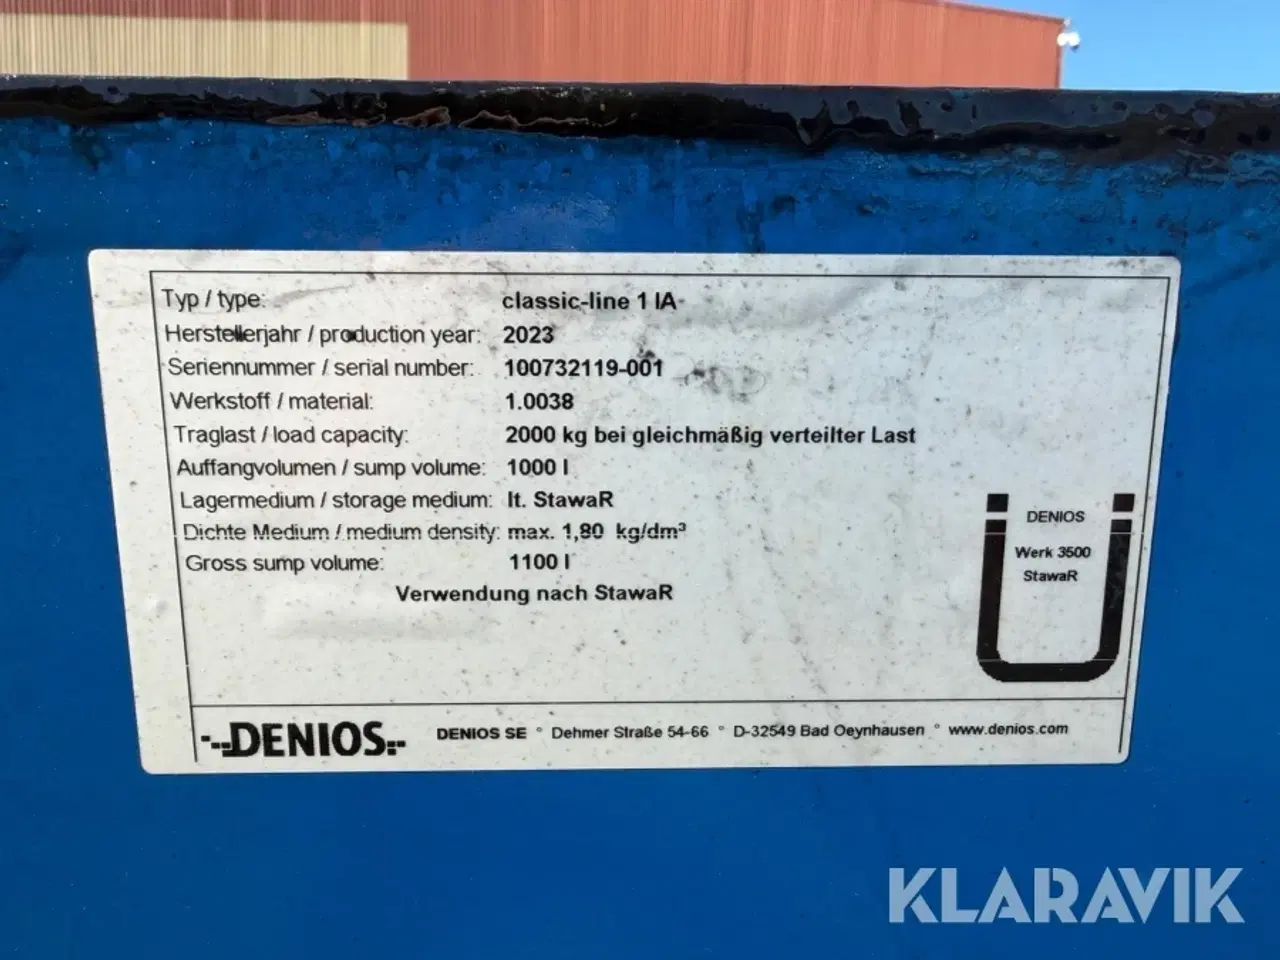 Typ / type: classic-line 1 IA
Herstellerjahr / production year: 2023
Seriennummer / serial number: 100732119-001
Werkstoff / material: 1.0038
Traglast / load capacity: 2000 kg bei gleichmäßig verteilter Last
Auffangvolumen / sump volume: 1000 l
Lagermedium / storage medium: lt. StawaR
Dichte Medium / medium density: max. 1,80 kg/dm³
Gross sump volume: 1100 l
Verwendung nach StawaR
Ü
DENIOS
Werk 3500
StawaR
DENIOS
DENIOS SE ° Dehmer Straße 54-66 ° D-32549 Bad Oeynhausen ° www.denios.com
KLARAVIK